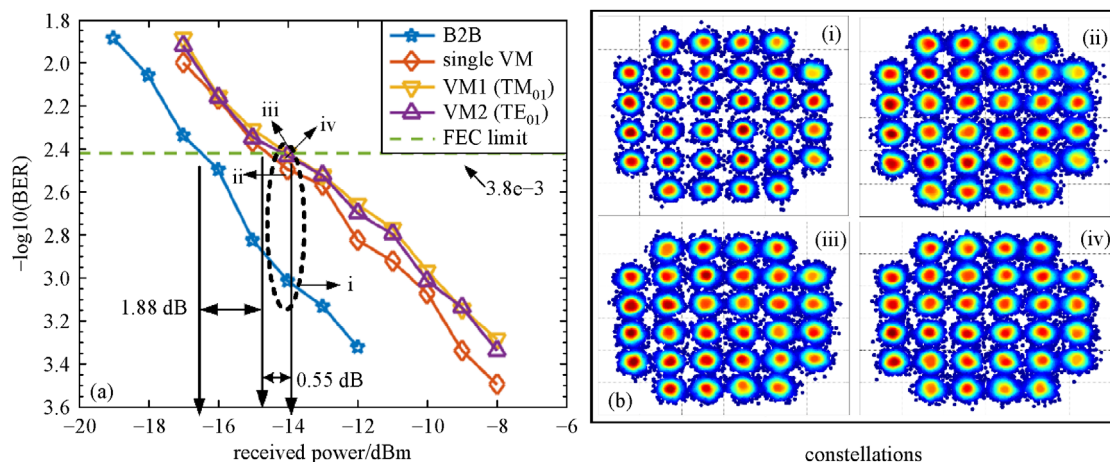 1.8
2.0
2.2
2.4
2.6
2.8
3.0
3.2
3.4
3.6
−log10(BER)
B2B
single VM
VM1 (TM01)
VM2 (TE01)
FEC limit
iii
iv
ii
i
3.8e−3
1.88 dB
0.55 dB
(a)
−20 −18 −16 −14 −12 −10 −8 −6
received power/dBm
(i)
(ii)
(iii)
(iv)
(b)
constellations